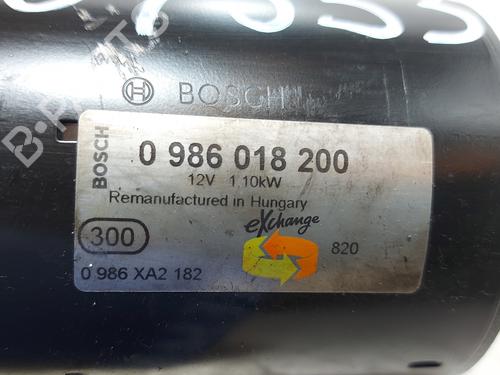 BOSCH
BOSCH
0 986 018 200
12V 1,10kW
Remanufactured in Hungary
eXchange
300
820
0 986 XA2 182
B-PARTS